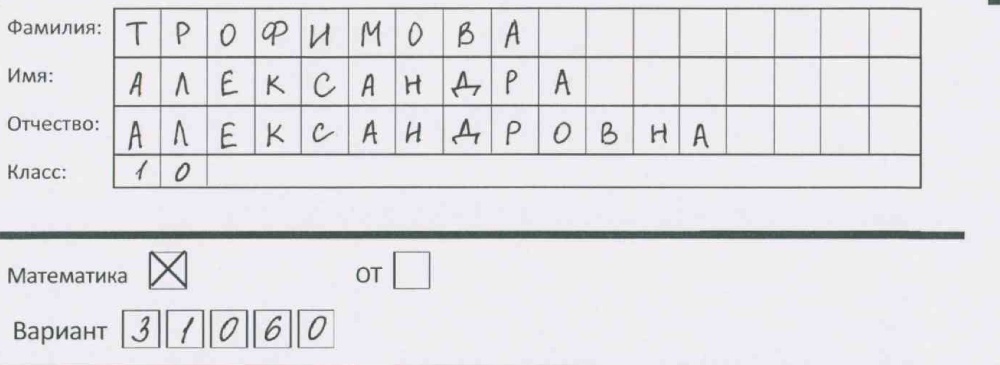 Фамилия: ТРОФИМОВА
Имя: АЛЕКСАНДРА
Отчество: АЛЕКСАНДРОВНА
Класс: 10
Математика ☒ ОТ ☐
Вариант 31060